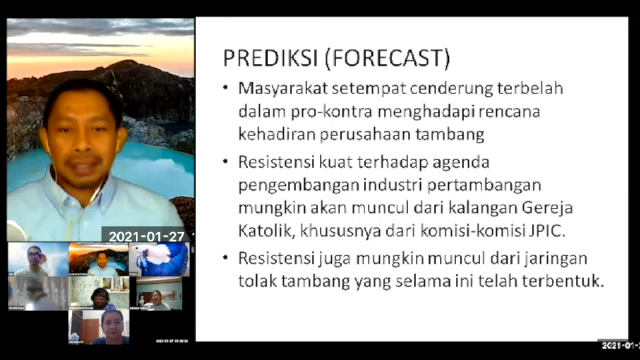 PREDIKSI (FORECAST)
• Masyarakat setempat cenderung terbelah
dalam pro-kontra menghadapi rencana
kehadiran perusahaan tambang
• Resistensi kuat terhadap agenda
pengembangan industri pertambangan
mungkin akan muncul dari kalangan Gereja
Katolik, khususnya dari komisi-komisi JPIC.
• Resistensi juga mungkin muncul dari jaringan
tolak tambang yang selama ini telah terbentuk.
2021-01-27